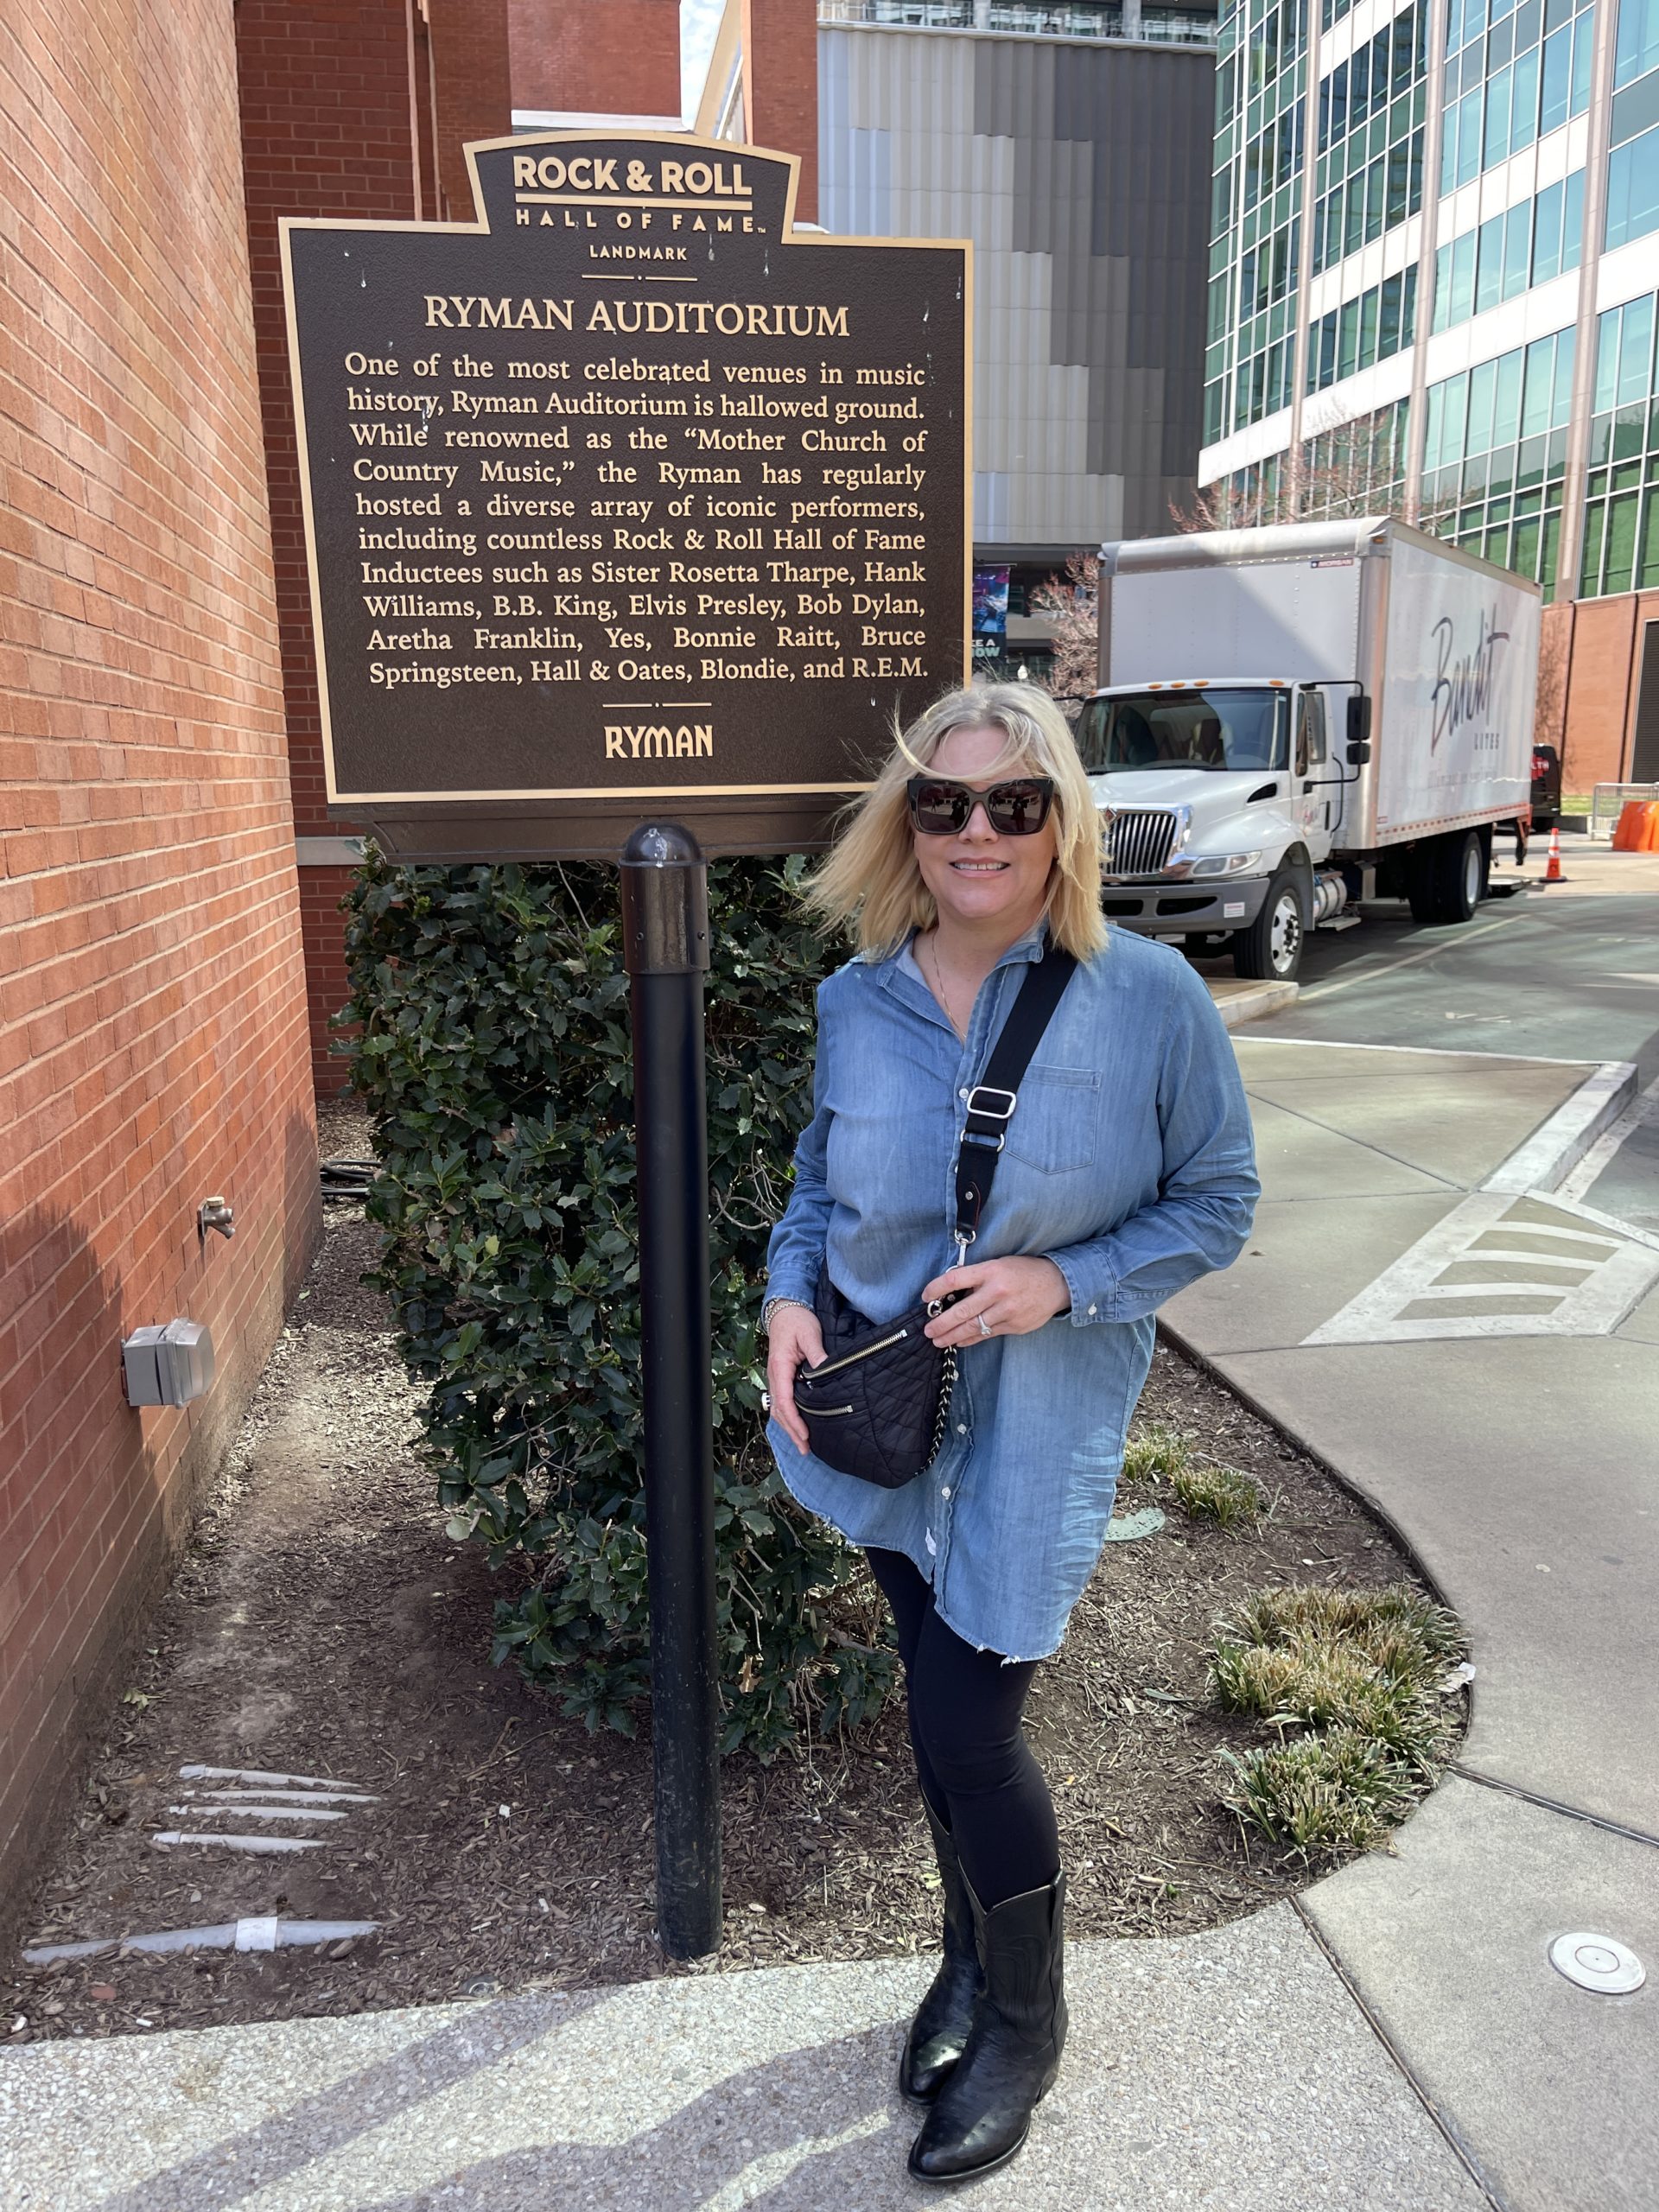 ROCK & ROLL
HALL OF FAME™
LANDMARK
RYMAN AUDITORIUM
One of the most celebrated venues in music
history, Ryman Auditorium is hallowed ground.
While renowned as the “Mother Church of
Country Music,” the Ryman has regularly
hosted a diverse array of iconic performers,
including countless Rock & Roll Hall of Fame
Inductees such as Sister Rosetta Tharpe, Hank
Williams, B.B. King, Elvis Presley, Bob Dylan,
Aretha Franklin, Yes, Bonnie Raitt, Bruce
Springsteen, Hall & Oates, Blondie, and R.E.M.
RYMAN
Bandit
LITES